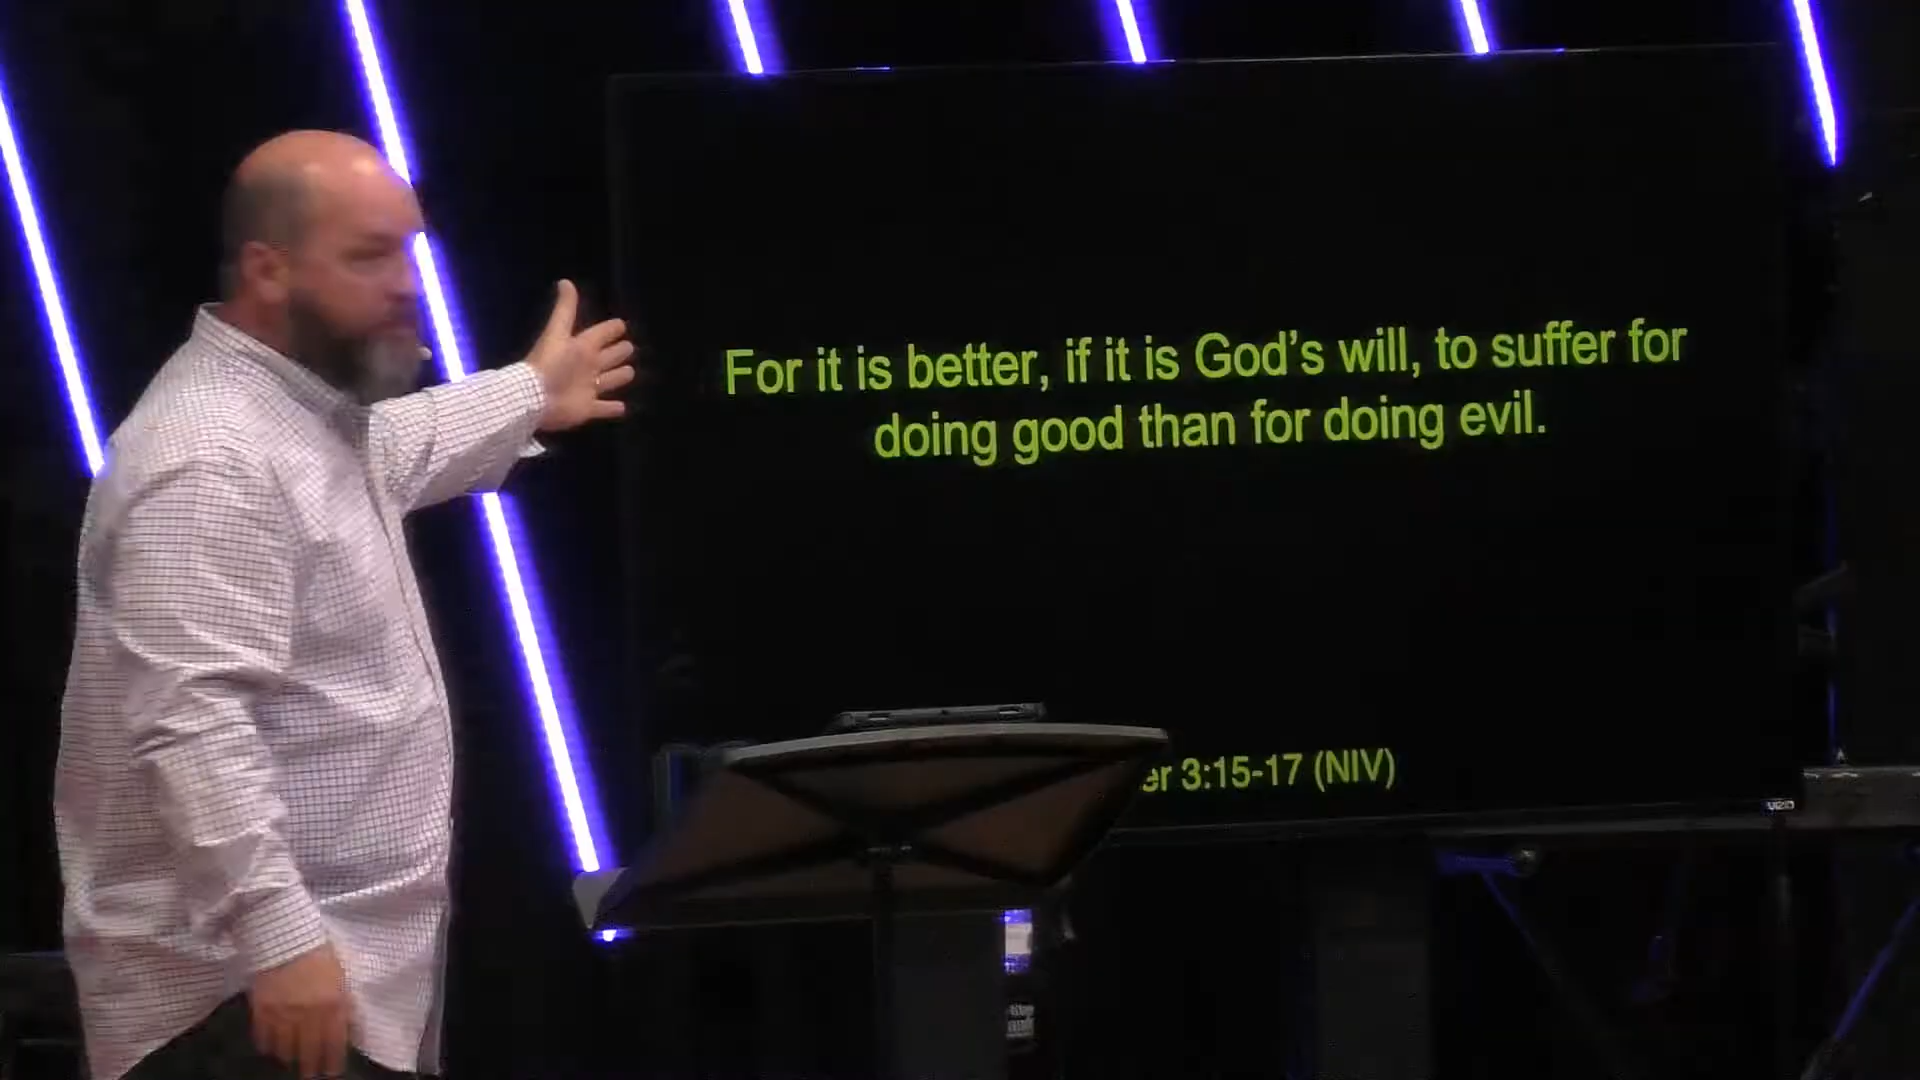 For it is better, if it is God's will, to suffer for
doing good than for doing evil.
er 3:15-17 (NIV)
VIZIO